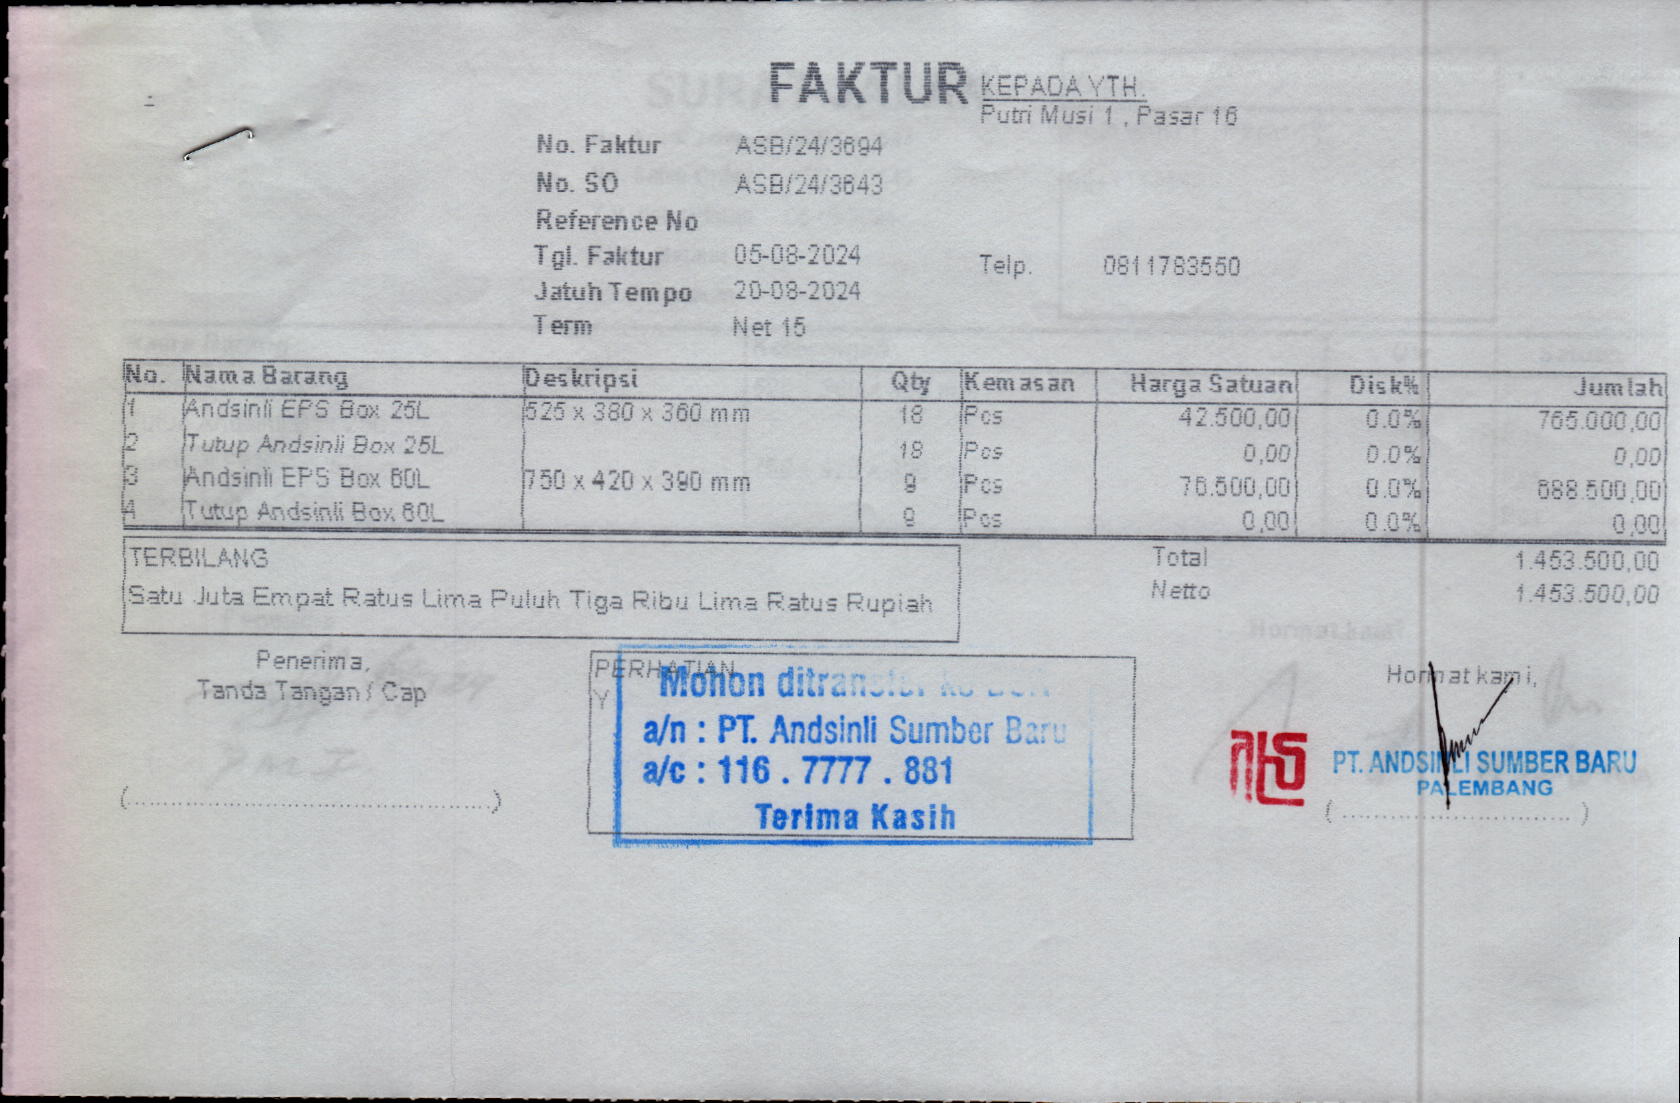 FAKTUR
KEPADA YTH.
Putri Musi 1 , Pasar 16
No. Faktur ASB/24/3694
No. SO ASB/24/3643
Reference No
Tgl. Faktur 05-08-2024
Telp. 0811783550
Jatuh Tempo 20-08-2024
Term Net 15
No. Nama Barang Deskripsi Qty Kemasan Harga Satuan Disk% Jumlah
1 Andsinli EPS Box 25L 525 x 380 x 360 mm 18 Pcs 42.500,00 0.0% 765.000,00
2 Tutup Andsinli Box 25L 18 Pcs 0,00 0.0% 0,00
3 Andsinli EPS Box 60L 750 x 420 x 390 mm 9 Pcs 76.500,00 0.0% 688.500,00
4 Tutup Andsinli Box 60L 9 Pcs 0,00 0.0% 0,00
TERBILANG
Satu Juta Empat Ratus Lima Puluh Tiga Ribu Lima Ratus Rupiah
Total 1.453.500,00
Netto 1.453.500,00
Penerima,
Tanda Tangan / Cap
(..........................................................)
PERHATIAN
Y
Mohon ditransfer ke
a/n : PT. Andsinli Sumber Baru
a/c : 116 . 7777 . 881
Terima Kasih
Hormat kami,
PT. ANDSINLI SUMBER BARU
PALEMBANG
(....................................)